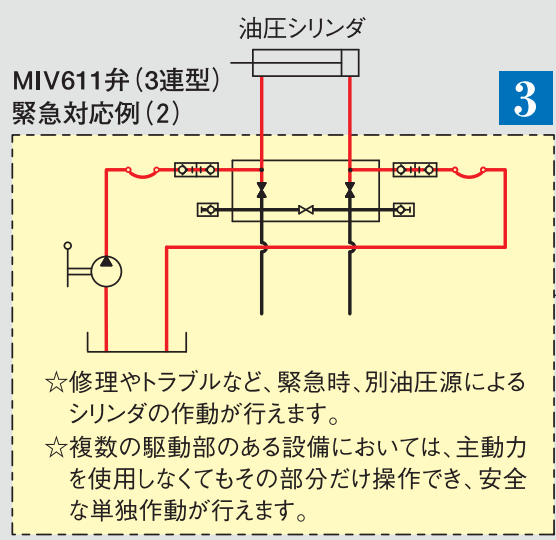 油圧シリンダ
MIV611弁(3連型)
緊急対応例(2)
3
☆修理やトラブルなど、緊急時、別油圧源による
シリンダの作動が行えます。
☆複数の駆動部のある設備においては、主動力
を使用しなくてもその部分だけ操作でき、安全
な単独作動が行えます。